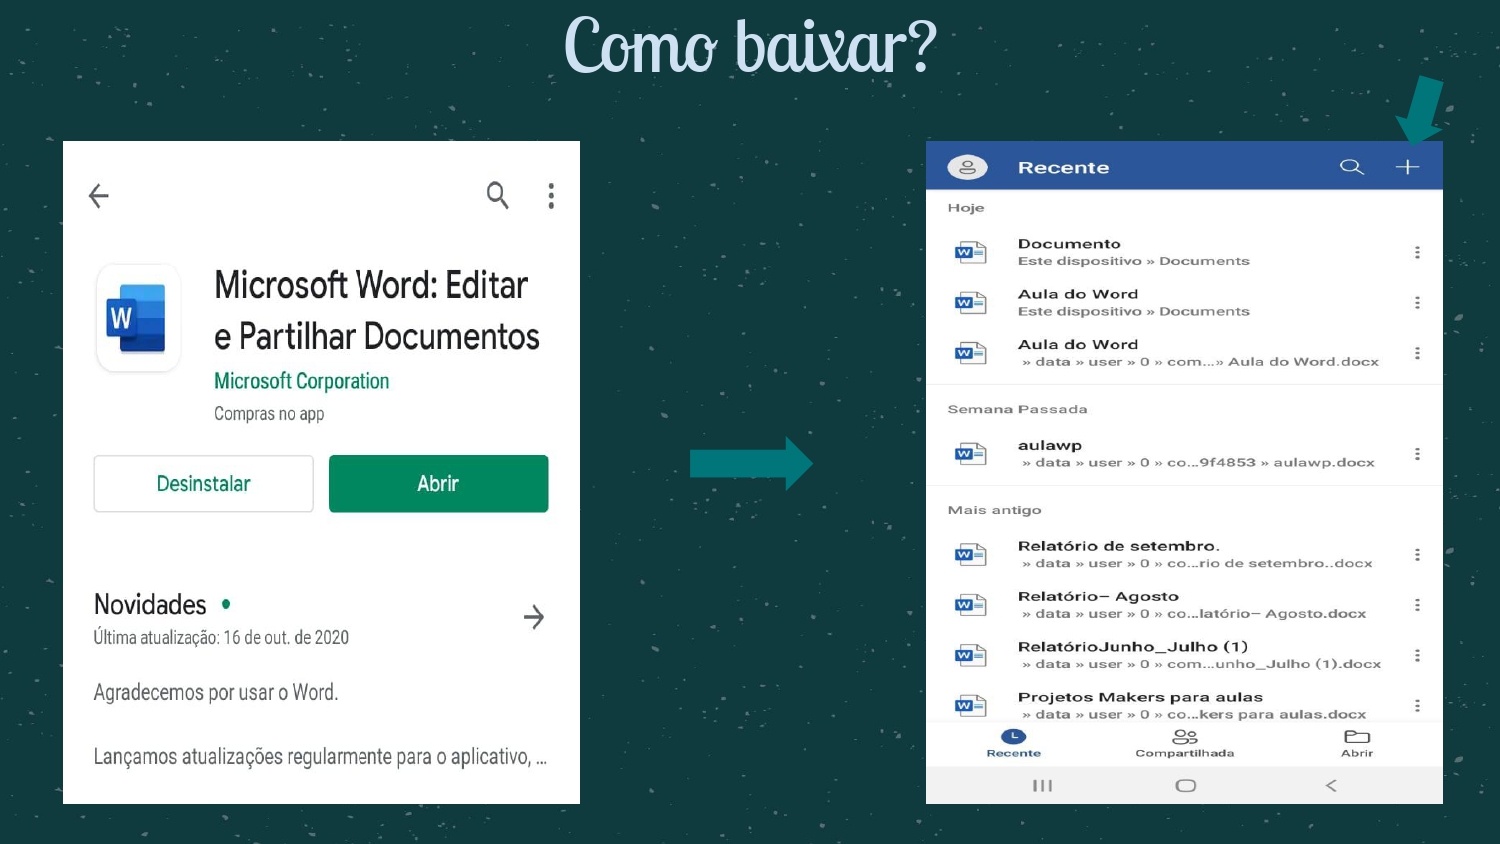 Como baixar?
Microsoft Word: Editar
e Partilhar Documentos
Microsoft Corporation
Compras no app
Desinstalar
Abrir
Novidades
Última atualização: 16 de out. de 2020
Agradecemos por usar o Word.
Lançamos atualizações regularmente para o aplicativo, ...
Recente
Hoje
Documento
Este dispositivo » Documents
Aula do Word
Este dispositivo » Documents
Aula do Word
» data » user » 0 » com...» Aula do Word.docx
Semana Passada
aulawp
» data » user » 0 » co...9f4853 » aulawp.docx
Mais antigo
Relatório de setembro.
» data » user » 0 » co...rio de setembro..docx
Relatório– Agosto
» data » user » 0 » co...latório– Agosto.docx
RelatórioJunho_Julho (1)
» data » user » 0 » com...unho_Julho (1).docx
Projetos Makers para aulas
» data » user » 0 » co...kers para aulas.docx
Recente
Compartilhada
Abrir